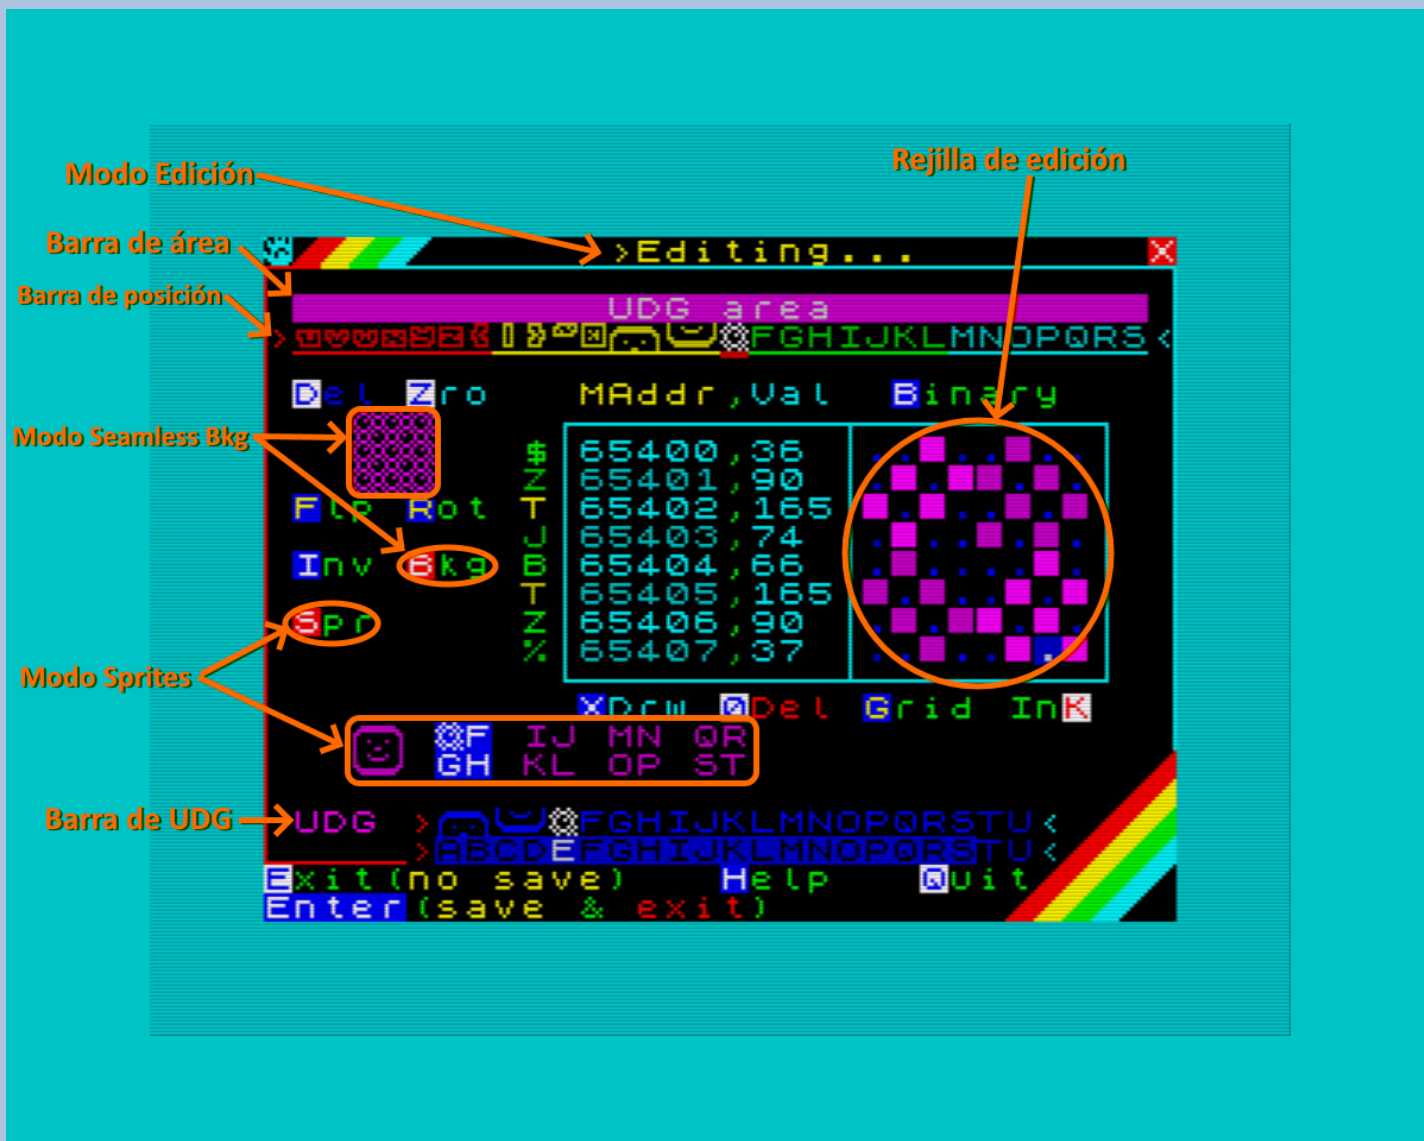 Modo Edición
Rejilla de edición
Barra de área
>Editing...
X
Barra de posición
UDG area
FGHIJKLMNOPQRS <
Del Zro MAddr,Val Binary
Modo Seamless Bkg
$ 65400,36
Z 65401,90
Flp Rot T 65402,165
J 65403,74
Inv Bkg B 65404,66
T 65405,165
Spr Z 65406,90
% 65407,37
Modo Sprites
XDrw 0Del Grid InK
F IJ MN QR
GH KL OP ST
Barra de UDG
UDG > FGHIJKLMNOPQRSTU <
>ABCDEFGHIJKLMNOPQRSTU <
Exit(no save) Help Quit
Enter(save & exit)